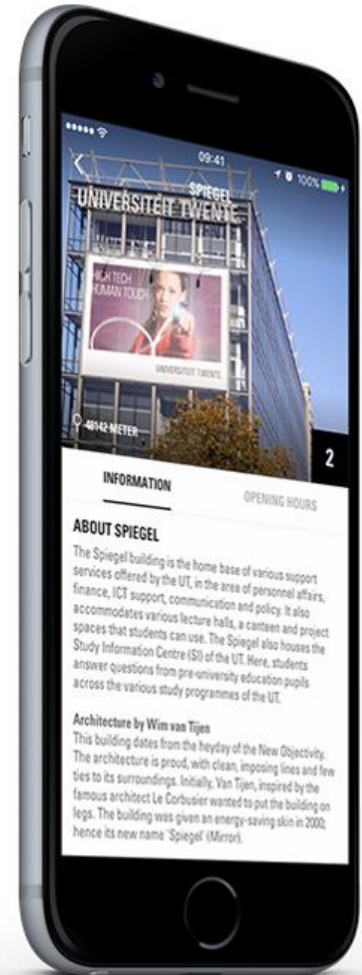 09:41
100%
SPIEGEL
UNIVERSITEIT TWENTE
HIGH TECH
HUMAN TOUCH
UNIVERSITEIT TWENTE
48142 METER
2
INFORMATION
OPENING HOURS
ABOUT SPIEGEL
The Spiegel building is the home base of various support
services offered by the UT, in the area of personnel affairs,
finance, ICT support, communication and policy. It also
accommodates various lecture halls, a canteen and project
spaces that students can use. The Spiegel also houses the
Study Information Centre (SI) of the UT. Here, students
answer questions from pre-university education pupils
across the various study programmes of the UT.
Architecture by Wim van Tijen
This building dates from the heyday of the New Objectivity.
The architecture is proud, with clean, imposing lines and few
ties to its surroundings. Initially, Van Tijen, inspired by the
famous architect Le Corbusier wanted to put the building on
legs. The building was given an energy-saving skin in 2002;
hence its new name 'Spiegel' (Mirror).